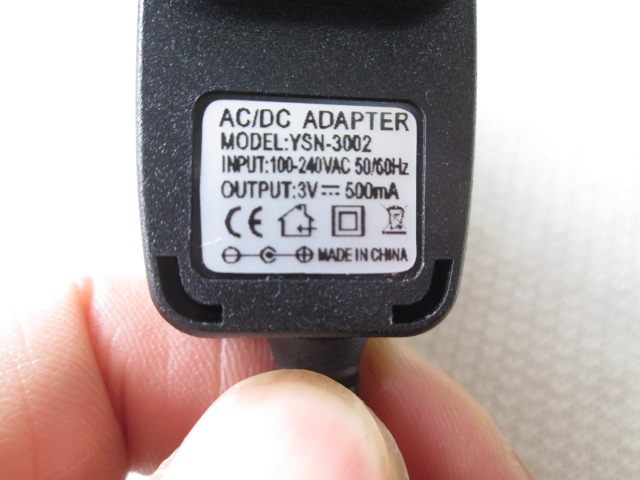 AC/DC ADAPTER
MODEL:YSN-3002
INPUT:100-240VAC 50/60Hz
OUTPUT:3V⎓500mA
CE
MADE IN CHINA